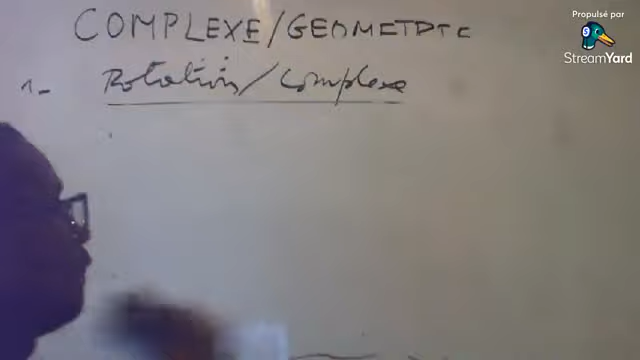 COMPLEXE/GEOMETRIE
1- Rotation/complexe
Propulsé par
StreamYard